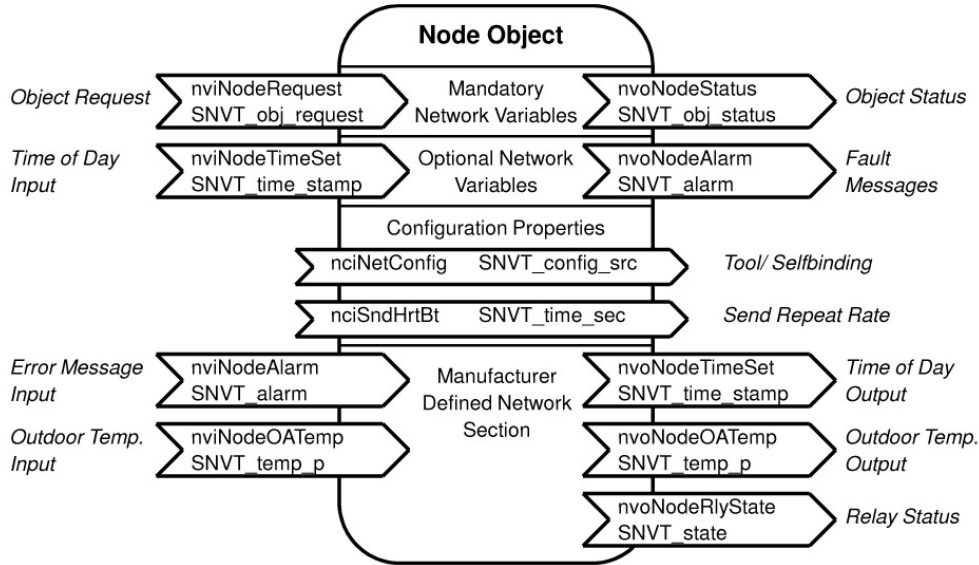 Node Object
Object Request
nviNodeRequest
SNVT_obj_request
Mandatory
Network Variables
nvoNodeStatus
SNVT_obj_status
Object Status
Time of Day
Input
nviNodeTimeSet
SNVT_time_stamp
Optional Network
Variables
nvoNodeAlarm
SNVT_alarm
Fault
Messages
Configuration Properties
nciNetConfig SNVT_config_src
Tool/ Selfbinding
nciSndHrtBt SNVT_time_sec
Send Repeat Rate
Error Message
Input
nviNodeAlarm
SNVT_alarm
Manufacturer
Defined Network
Section
nvoNodeTimeSet
SNVT_time_stamp
Time of Day
Output
Outdoor Temp.
Input
nviNodeOATemp
SNVT_temp_p
nvoNodeOATemp
SNVT_temp_p
Outdoor Temp.
Output
nvoNodeRlyState
SNVT_state
Relay Status